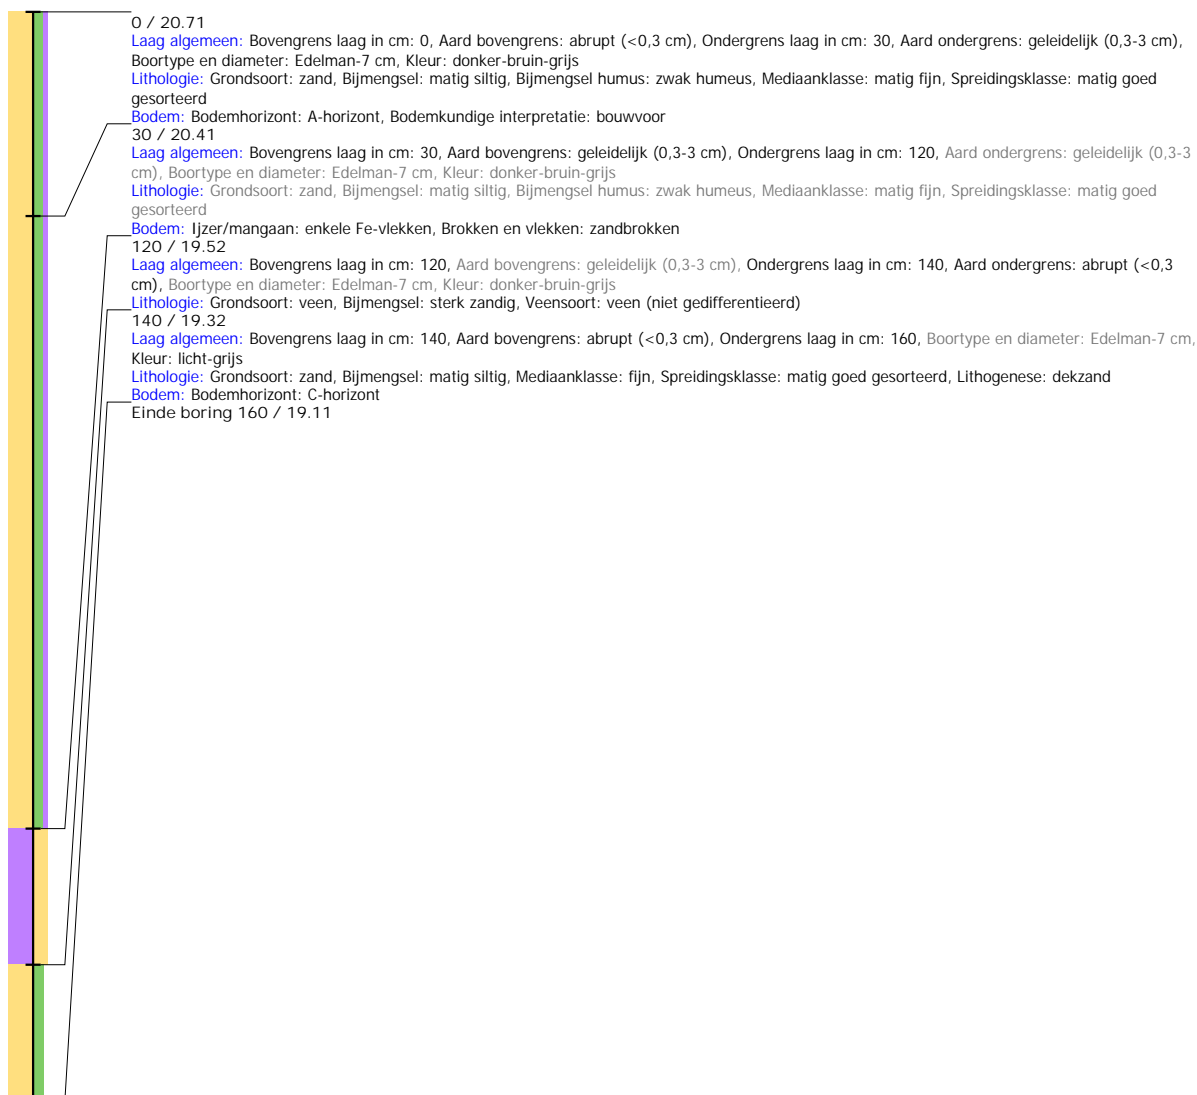 0 / 20.71
Laag algemeen: Bovengrens laag in cm: 0, Aard bovengrens: abrupt (<0,3 cm), Ondergrens laag in cm: 30, Aard ondergrens: geleidelijk (0,3-3 cm),
Boortype en diameter: Edelman-7 cm, Kleur: donker-bruin-grijs
Lithologie: Grondsoort: zand, Bijmengsel: matig siltig, Bijmengsel humus: zwak humeus, Mediaanklasse: matig fijn, Spreidingsklasse: matig goed
gesorteerd
Bodem: Bodemhorizont: A-horizont, Bodemkundige interpretatie: bouwvoor
30 / 20.41
Laag algemeen: Bovengrens laag in cm: 30, Aard bovengrens: geleidelijk (0,3-3 cm), Ondergrens laag in cm: 120, Aard ondergrens: geleidelijk (0,3-3
cm), Boortype en diameter: Edelman-7 cm, Kleur: donker-bruin-grijs
Lithologie: Grondsoort: zand, Bijmengsel: matig siltig, Bijmengsel humus: zwak humeus, Mediaanklasse: matig fijn, Spreidingsklasse: matig goed
gesorteerd
Bodem: Ijzer/mangaan: enkele Fe-vlekken, Brokken en vlekken: zandbrokken
120 / 19.52
Laag algemeen: Bovengrens laag in cm: 120, Aard bovengrens: geleidelijk (0,3-3 cm), Ondergrens laag in cm: 140, Aard ondergrens: abrupt (<0,3
cm), Boortype en diameter: Edelman-7 cm, Kleur: donker-bruin-grijs
Lithologie: Grondsoort: veen, Bijmengsel: sterk zandig, Veensoort: veen (niet gedifferentieerd)
140 / 19.32
Laag algemeen: Bovengrens laag in cm: 140, Aard bovengrens: abrupt (<0,3 cm), Ondergrens laag in cm: 160, Boortype en diameter: Edelman-7 cm,
Kleur: licht-grijs
Lithologie: Grondsoort: zand, Bijmengsel: matig siltig, Mediaanklasse: fijn, Spreidingsklasse: matig goed gesorteerd, Lithogenese: dekzand
Bodem: Bodemhorizont: C-horizont
Einde boring 160 / 19.11